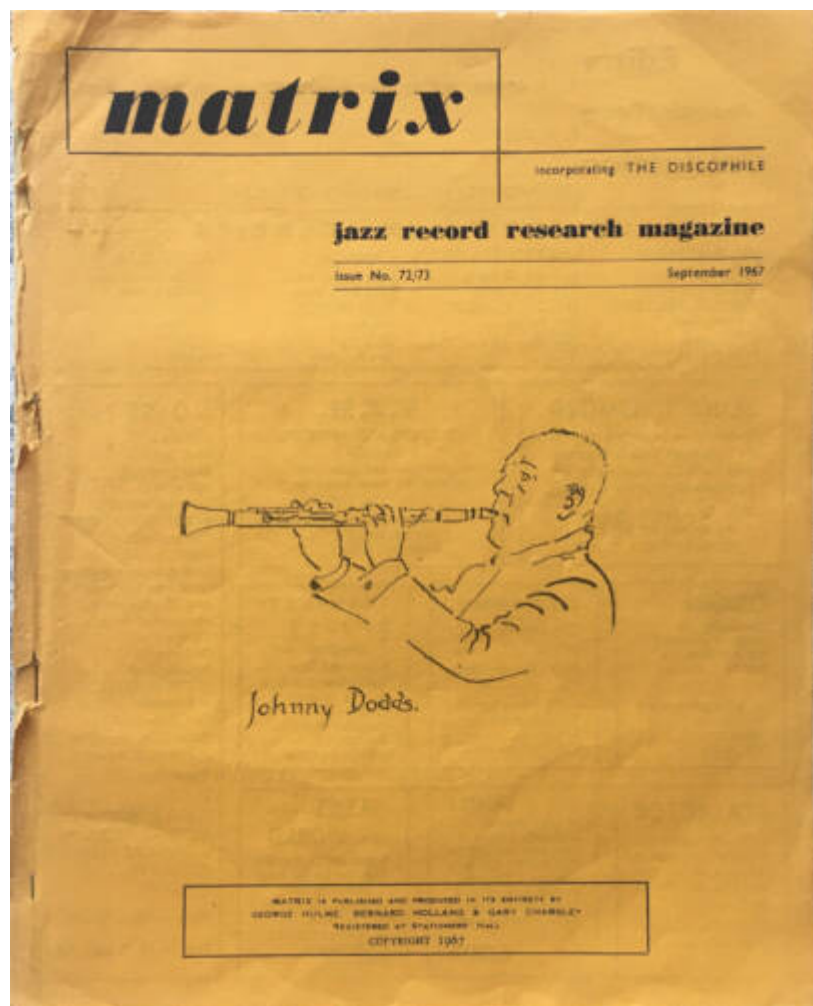 matrix
incorporating THE DISCOPHILE
jazz record research magazine
Issue No. 72/73 September 1967
Johnny Dodds.
MATRIX IS PUBLISHED AND PRODUCED IN ITS ENTIRETY BY
GEORGE HULME, BERNARD HOLLAND & GARY
REGISTERED AT STATIONERS' HALL
COPYRIGHT 1967